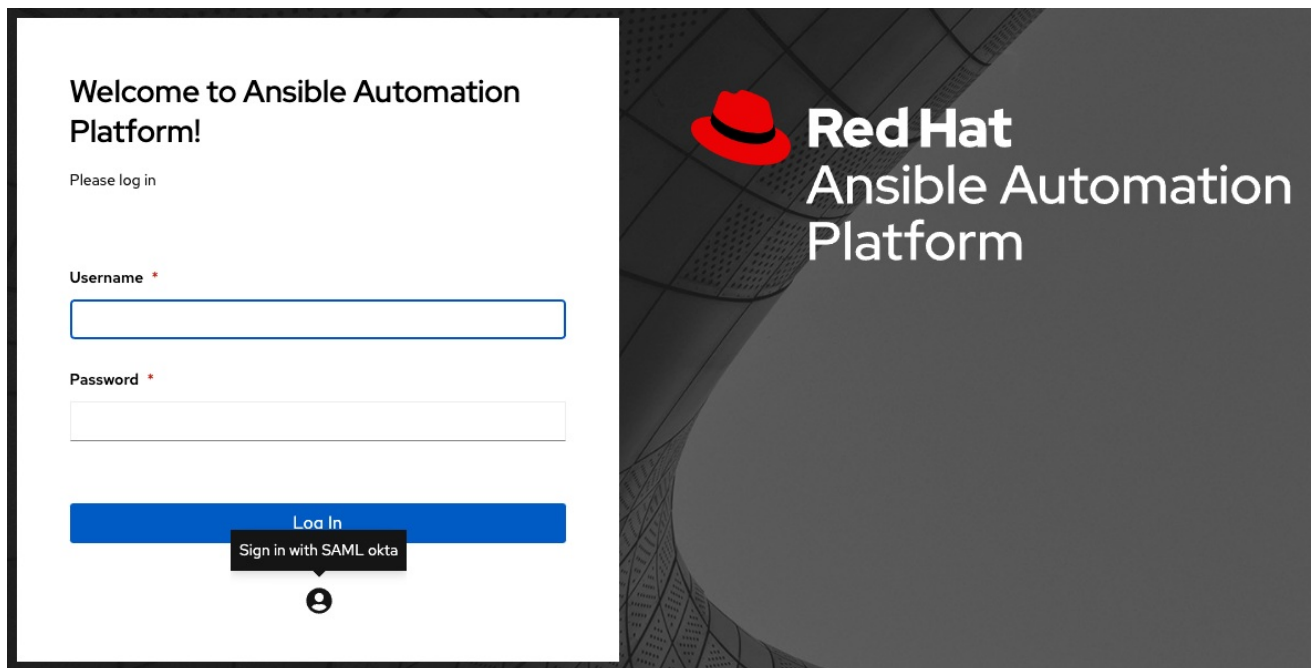 Welcome to Ansible Automation
Platform!
Please log in
Username *
Password *
Log In
Sign in with SAML okta
Red Hat
Ansible Automation
Platform